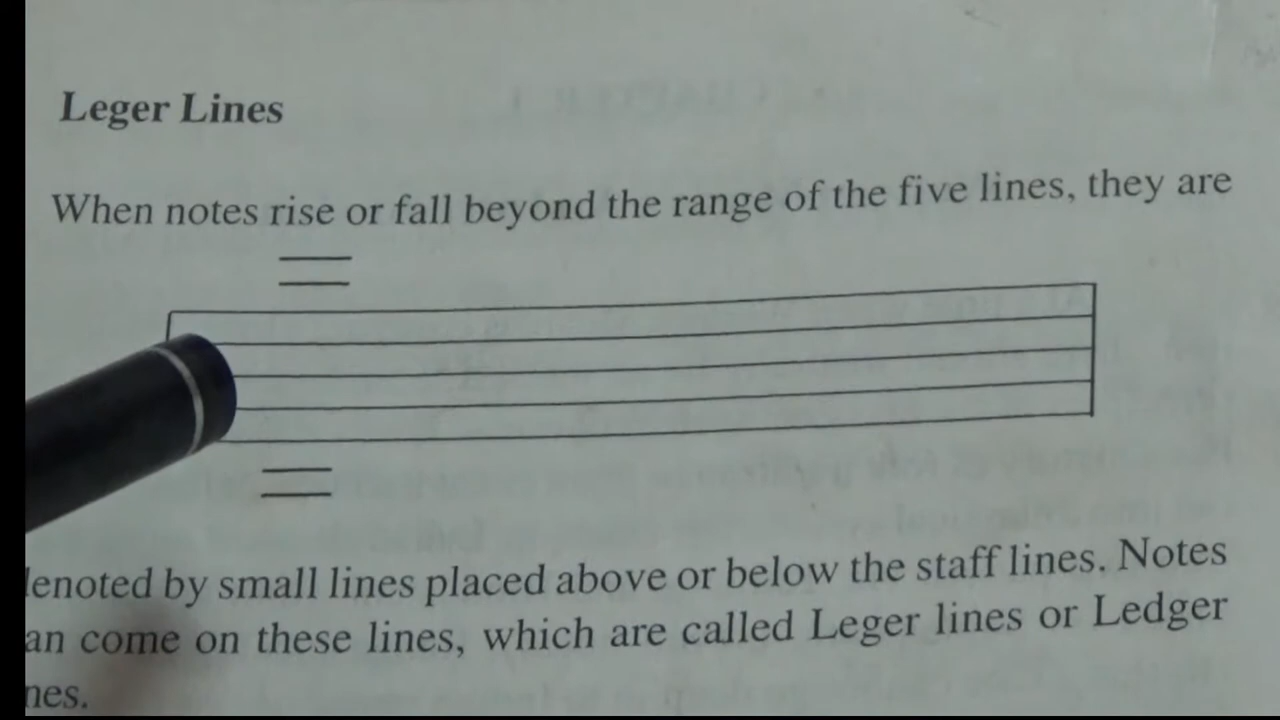 Leger Lines
When notes rise or fall beyond the range of the five lines, they are
denoted by small lines placed above or below the staff lines. Notes
an come on these lines, which are called Leger lines or Ledger
nes.